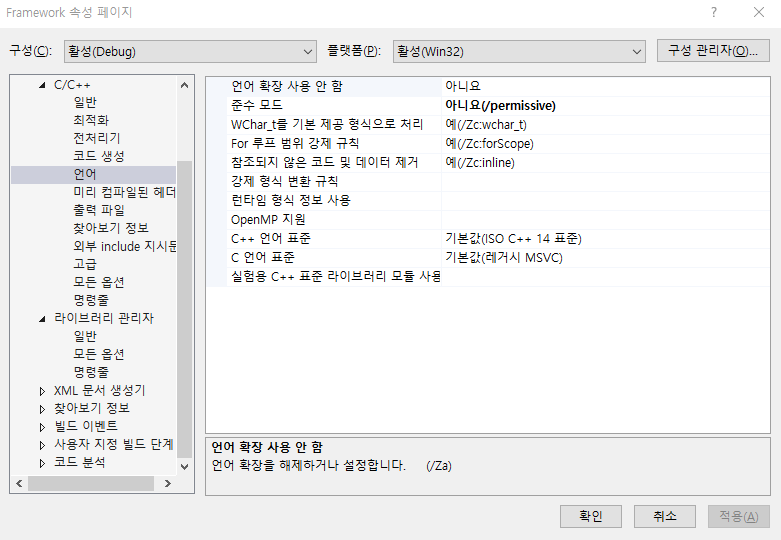 Framework 속성 페이지
구성(C): 활성(Debug) 플랫폼(P): 활성(Win32) 구성 관리자(O)...
C/C++
일반
최적화
전처리기
코드 생성
언어
미리 컴파일된 헤더
출력 파일
찾아보기 정보
외부 include 지시문
고급
모든 옵션
명령줄
라이브러리 관리자
일반
모든 옵션
명령줄
XML 문서 생성기
찾아보기 정보
빌드 이벤트
사용자 지정 빌드 단계
코드 분석
언어 확장 사용 안 함 아니요
준수 모드 아니요(/permissive)
WChar_t를 기본 제공 형식으로 처리 예(/Zc:wchar_t)
For 루프 범위 강제 규칙 예(/Zc:forScope)
참조되지 않은 코드 및 데이터 제거 예(/Zc:inline)
강제 형식 변환 규칙
런타임 형식 정보 사용
OpenMP 지원
C++ 언어 표준 기본값(ISO C++ 14 표준)
C 언어 표준 기본값(레거시 MSVC)
실험용 C++ 표준 라이브러리 모듈 사용
언어 확장 사용 안 함
언어 확장을 해제하거나 설정합니다. (/Za)
확인 취소 적용(A)